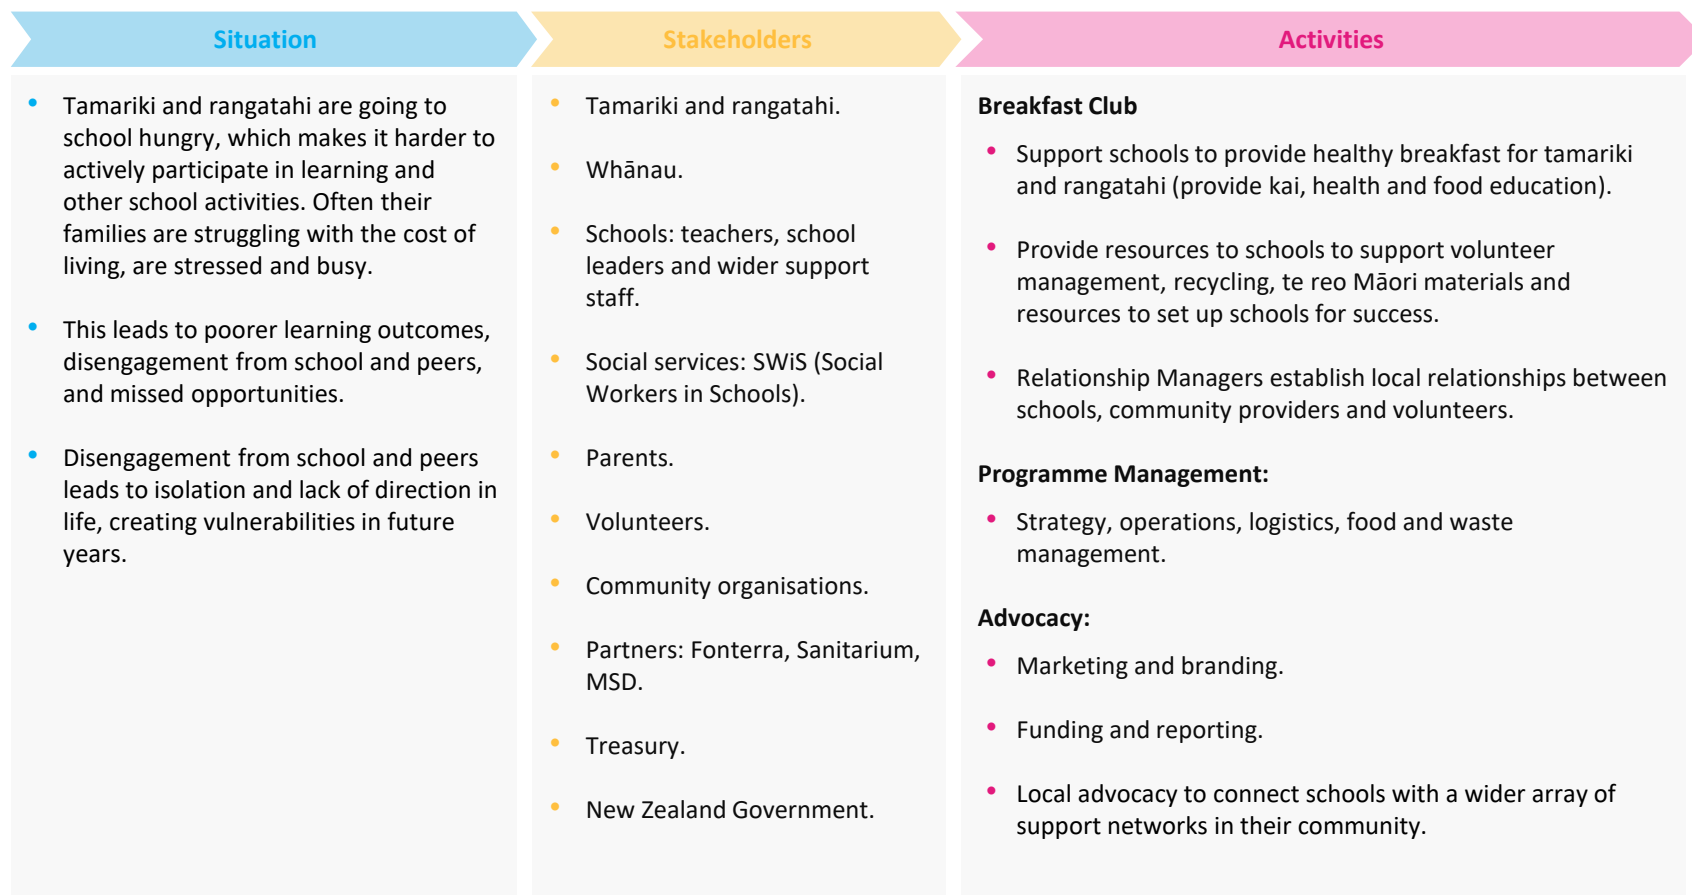 Situation
Tamariki and rangatahi are going to
school hungry, which makes it harder to
actively participate in learning and
other school activities. Often their
families are struggling with the cost of
living, are stressed and busy.
This leads to poorer learning outcomes,
disengagement from school and peers,
and missed opportunities.
Disengagement from school and peers
leads to isolation and lack of direction in
life, creating vulnerabilities in future
years.
Stakeholders
Tamariki and rangatahi.
Whānau.
Schools: teachers, school
leaders and wider support
staff.
Social services: SWiS (Social
Workers in Schools).
Parents.
Volunteers.
Community organisations.
Partners: Fonterra, Sanitarium,
MSD.
Treasury.
New Zealand Government.
Activities
Breakfast Club
Support schools to provide healthy breakfast for tamariki
and rangatahi (provide kai, health and food education).
Provide resources to schools to support volunteer
management, recycling, te reo Māori materials and
resources to set up schools for success.
Relationship Managers establish local relationships between
schools, community providers and volunteers.
Programme Management:
Strategy, operations, logistics, food and waste
management.
Advocacy:
Marketing and branding.
Funding and reporting.
Local advocacy to connect schools with a wider array of
support networks in their community.